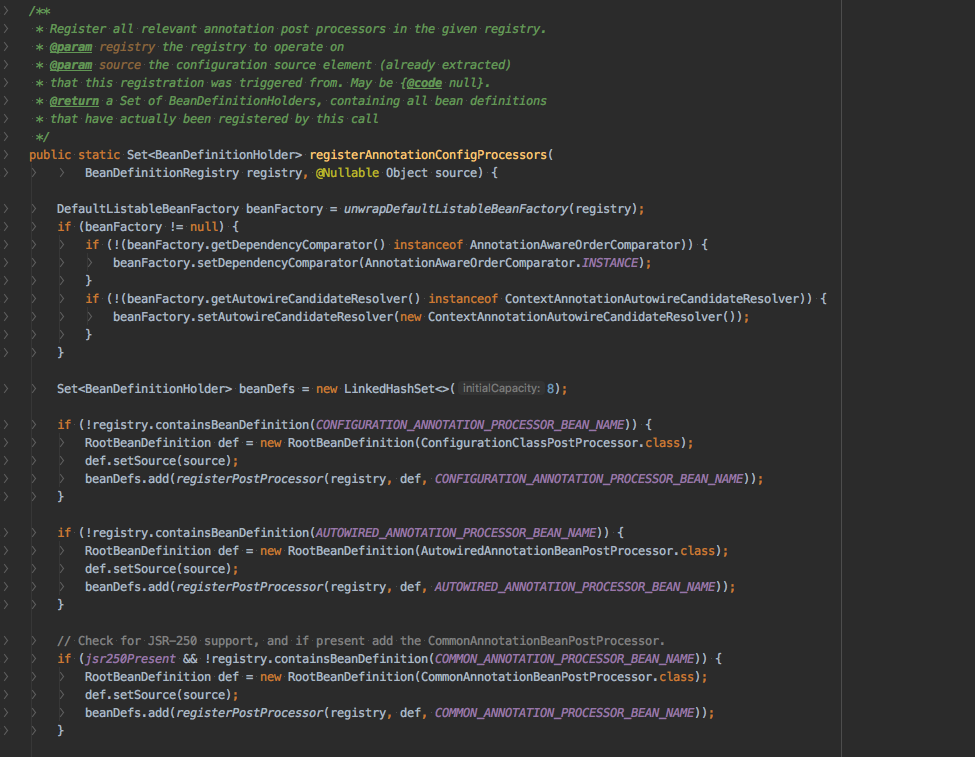 /**
 * Register all relevant annotation post processors in the given registry.
 * @param registry the registry to operate on
 * @param source the configuration source element (already extracted)
 * that this registration was triggered from. May be {@code null}.
 * @return a Set of BeanDefinitionHolders, containing all bean definitions
 * that have actually been registered by this call
 */
public static Set<BeanDefinitionHolder> registerAnnotationConfigProcessors(
        BeanDefinitionRegistry registry, @Nullable Object source) {

    DefaultListableBeanFactory beanFactory = unwrapDefaultListableBeanFactory(registry);
    if (beanFactory != null) {
        if (!(beanFactory.getDependencyComparator() instanceof AnnotationAwareOrderComparator)) {
            beanFactory.setDependencyComparator(AnnotationAwareOrderComparator.INSTANCE);
        }
        if (!(beanFactory.getAutowireCandidateResolver() instanceof ContextAnnotationAutowireCandidateResolver)) {
            beanFactory.setAutowireCandidateResolver(new ContextAnnotationAutowireCandidateResolver());
        }
    }

    Set<BeanDefinitionHolder> beanDefs = new LinkedHashSet<>( initialCapacity: 8);

    if (!registry.containsBeanDefinition(CONFIGURATION_ANNOTATION_PROCESSOR_BEAN_NAME)) {
        RootBeanDefinition def = new RootBeanDefinition(ConfigurationClassPostProcessor.class);
        def.setSource(source);
        beanDefs.add(registerPostProcessor(registry, def, CONFIGURATION_ANNOTATION_PROCESSOR_BEAN_NAME));
    }

    if (!registry.containsBeanDefinition(AUTOWIRED_ANNOTATION_PROCESSOR_BEAN_NAME)) {
        RootBeanDefinition def = new RootBeanDefinition(AutowiredAnnotationBeanPostProcessor.class);
        def.setSource(source);
        beanDefs.add(registerPostProcessor(registry, def, AUTOWIRED_ANNOTATION_PROCESSOR_BEAN_NAME));
    }

    // Check for JSR-250 support, and if present add the CommonAnnotationBeanPostProcessor.
    if (jsr250Present && !registry.containsBeanDefinition(COMMON_ANNOTATION_PROCESSOR_BEAN_NAME)) {
        RootBeanDefinition def = new RootBeanDefinition(CommonAnnotationBeanPostProcessor.class);
        def.setSource(source);
        beanDefs.add(registerPostProcessor(registry, def, COMMON_ANNOTATION_PROCESSOR_BEAN_NAME));
    }